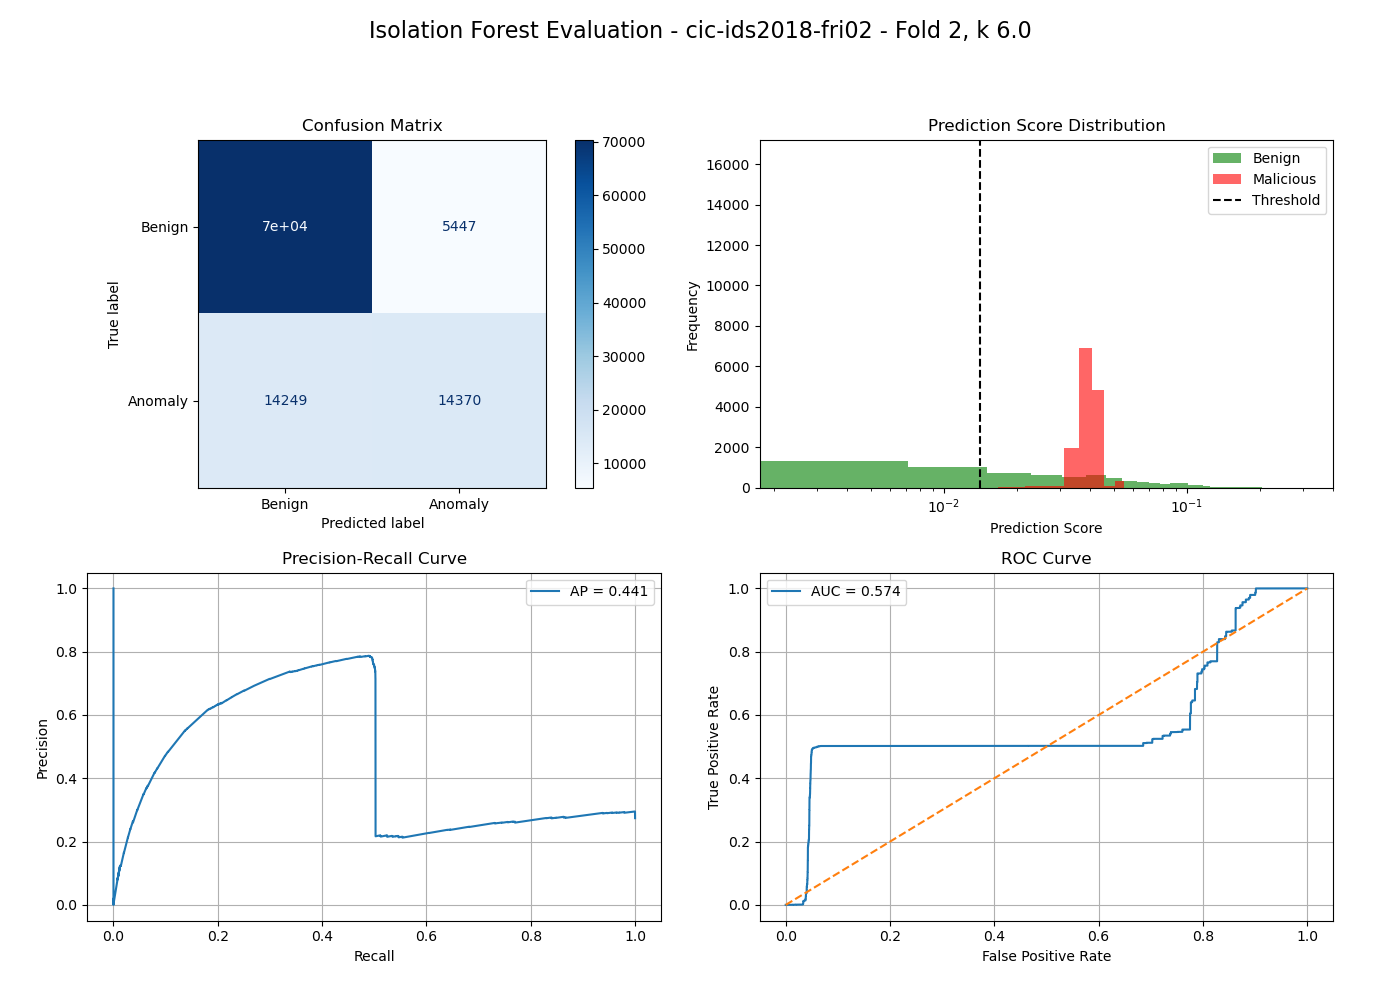 Isolation Forest Evaluation - cic-ids2018-fri02 - Fold 2, k 6.0
Confusion Matrix
True label
Benign
Anomaly
7e+04
5447
14249
14370
Benign
Anomaly
Predicted label
70000
60000
50000
40000
30000
20000
10000
Prediction Score Distribution
Frequency
16000
14000
12000
10000
8000
6000
4000
2000
0
Benign
Malicious
Threshold
10⁻²
10⁻¹
Prediction Score
Precision-Recall Curve
Precision
1.0
0.8
0.6
0.4
0.2
0.0
AP = 0.441
0.0
0.2
0.4
0.6
0.8
1.0
Recall
ROC Curve
True Positive Rate
1.0
0.8
0.6
0.4
0.2
0.0
AUC = 0.574
0.0
0.2
0.4
0.6
0.8
1.0
False Positive Rate